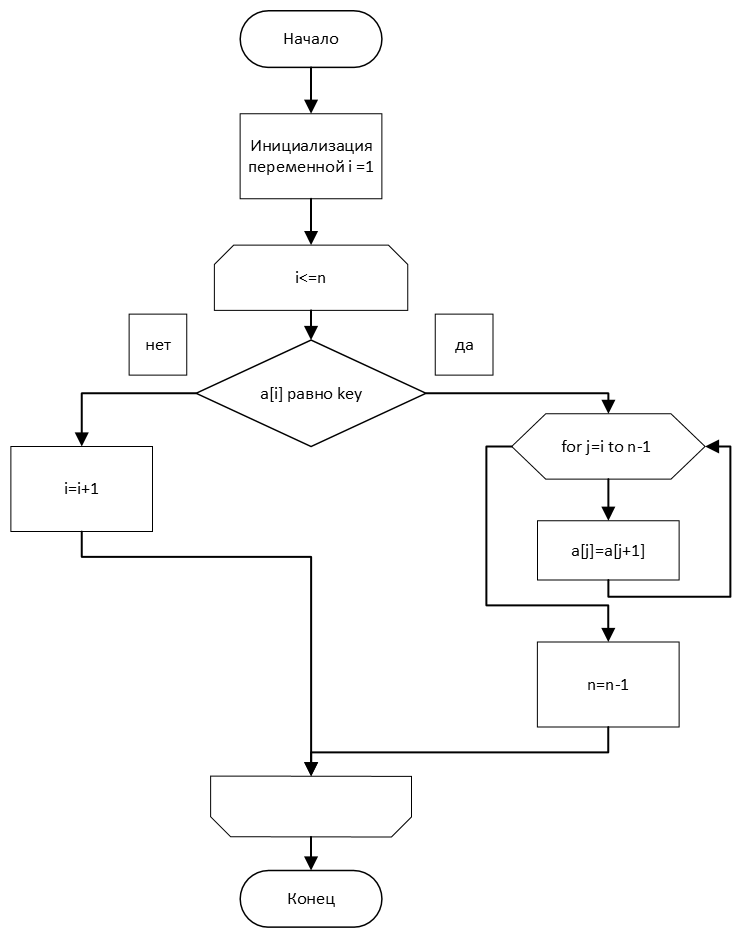 Начало
Инициализация
переменной i =1
i<=n
нет
да
a[i] равно key
for j=i to n-1
i=i+1
a[j]=a[j+1]
n=n-1
Конец